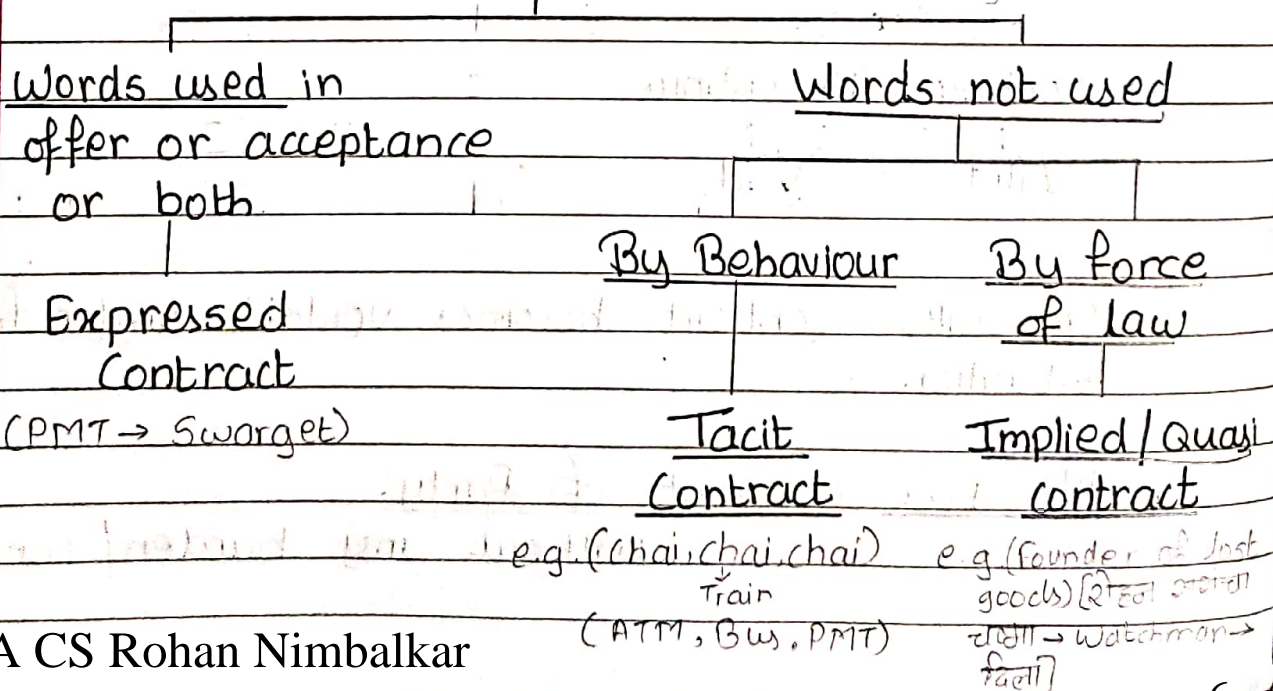 Words used in
offer or acceptance
or both
Expressed
Contract
(PMT → Swarget)
Words not used
By Behaviour
Tacit
Contract
e.g. (Chai, chai, chai)
Train
(ATM, Bus, PMT)
By force
of law
Implied / Quasi
contract
e.g (founder of lost
goods) (रोहन
→ Watchman →
दिला)
A CS Rohan Nimbalkar